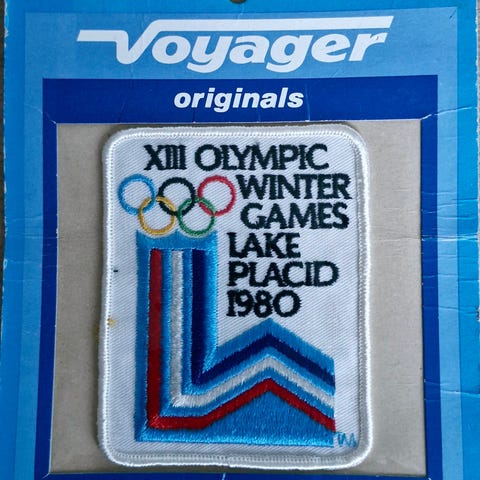 Voyager
originals
XIII OLYMPIC
WINTER
GAMES
LAKE
PLACID
1980